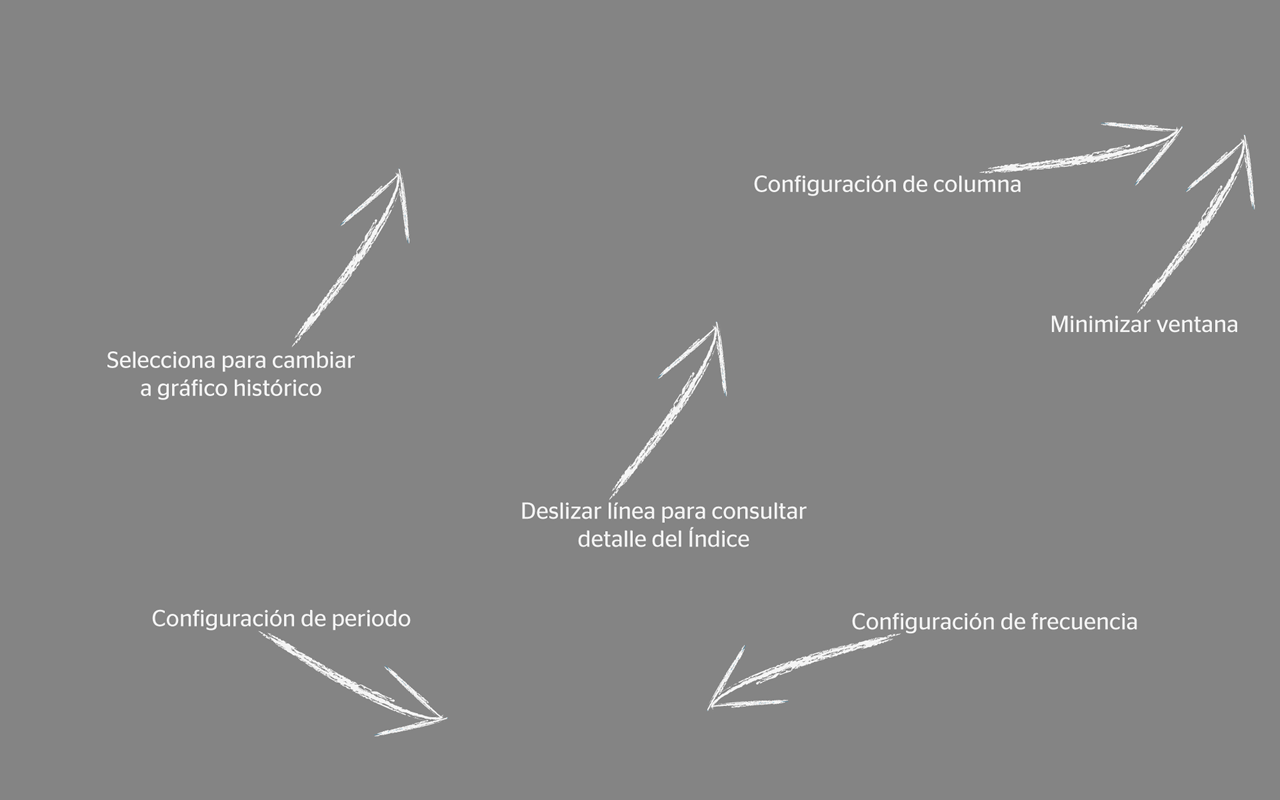 Configuración de columna
Minimizar ventana
Selecciona para cambiar
a gráfico histórico
Deslizar línea para consultar
detalle del Índice
Configuración de periodo
Configuración de frecuencia